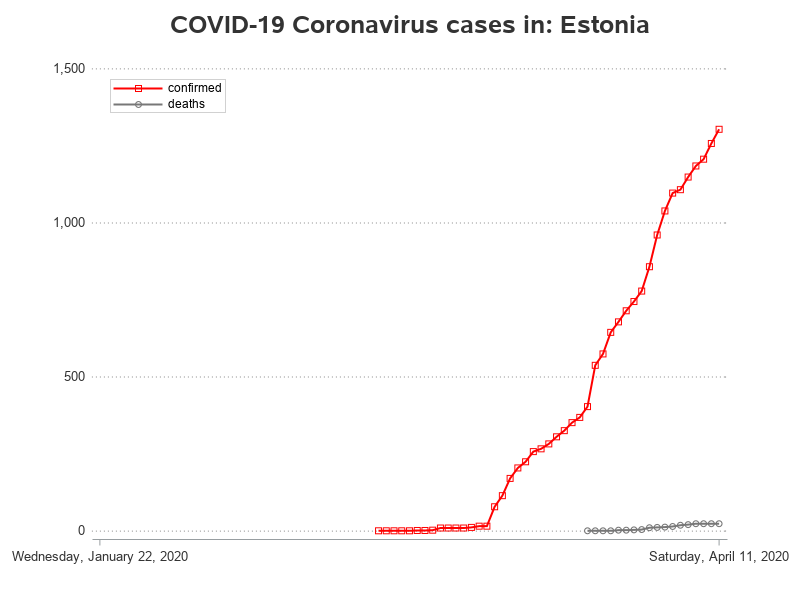 COVID-19 Coronavirus cases in: Estonia
1,500
confirmed
deaths
1,000
500
0
Wednesday, January 22, 2020
Saturday, April 11, 2020